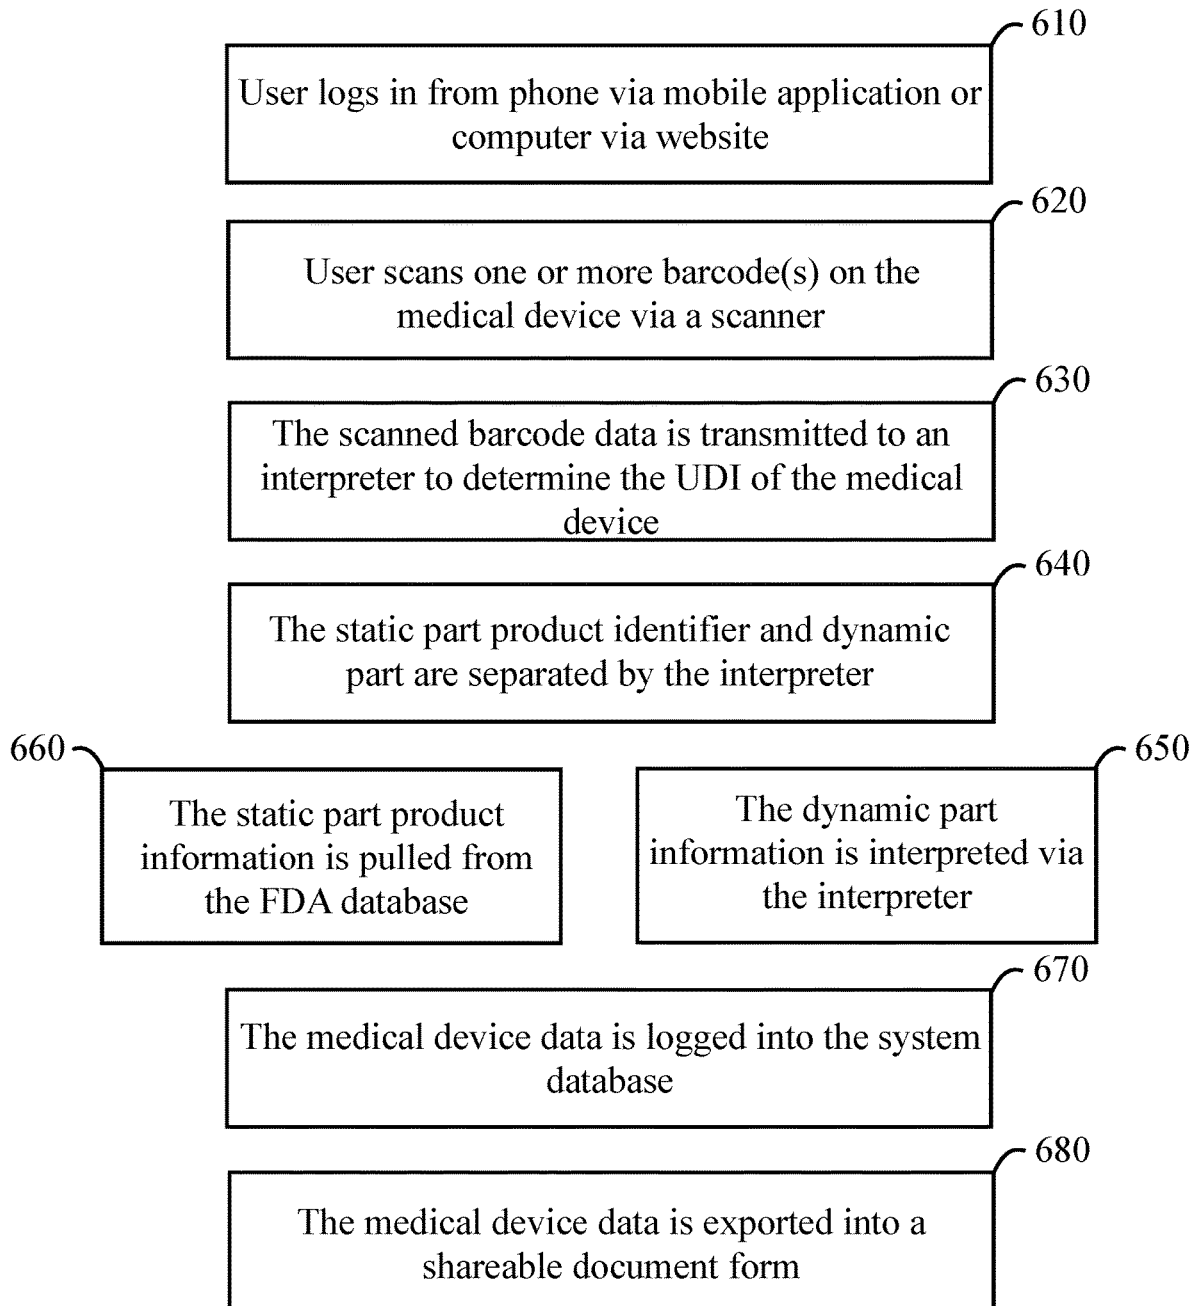 610
User logs in from phone via mobile application or
computer via website
620
User scans one or more barcode(s) on the
medical device via a scanner
630
The scanned barcode data is transmitted to an
interpreter to determine the UDI of the medical
device
640
The static part product identifier and dynamic
part are separated by the interpreter
660
The static part product
information is pulled from
the FDA database
650
The dynamic part
information is interpreted via
the interpreter
670
The medical device data is logged into the system
database
680
The medical device data is exported into a
shareable document form